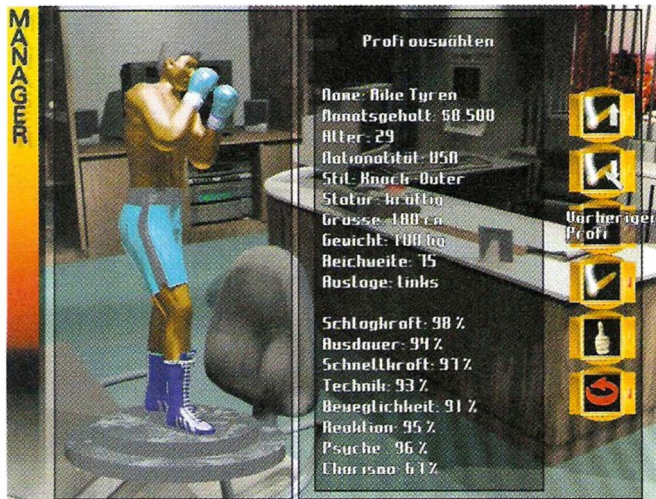 MANAGER
Profi auswählen
Name: Aike Tyren
Monatsgehalt: $8.500
Alter: 29
Nationalität: USA
Stil: Knock-Outer
Statur: kräftig
Grösse: 180 cm
Gewicht: 100 kg
Reichweite: 75
Auslage: links
Vorheriger
Profi
Schlagkraft: 98 %
Ausdauer: 94 %
Schnellkraft: 97 %
Technik: 93 %
Beweglichkeit: 91 %
Reaktion: 95 %
Psyche: 96 %
Charisma: 67 %